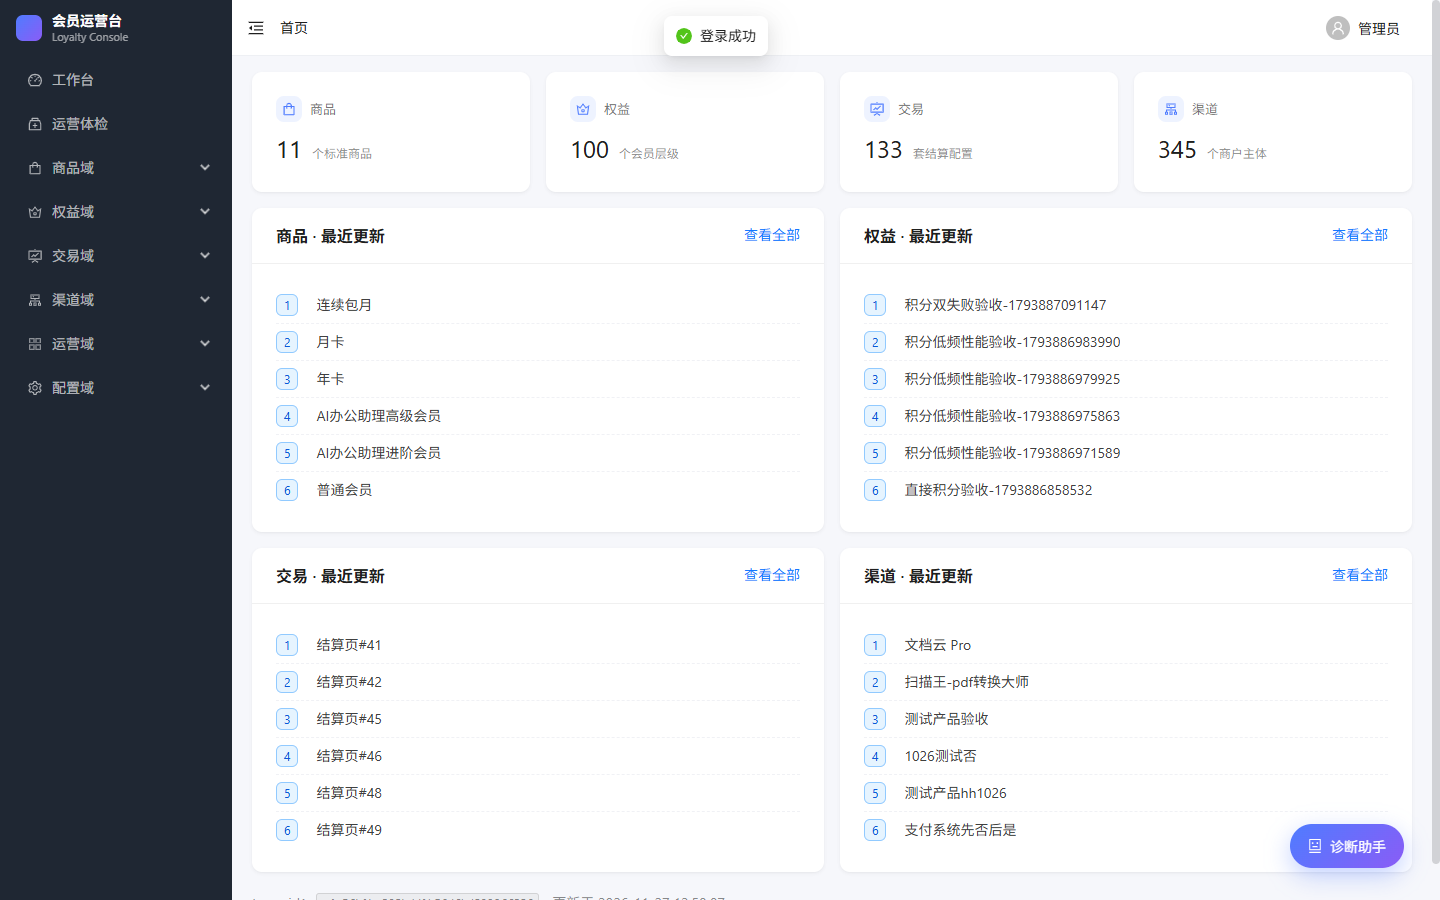 会员运营台
Loyalty Console
工作台
运营体检
商品域
权益域
交易域
渠道域
运营域
配置域
首页
登录成功
管理员
商品
11 个标准商品
权益
100 个会员层级
交易
133 套结算配置
渠道
345 个商户主体
商品 · 最近更新
查看全部
1 连续包月
2 月卡
3 年卡
4 AI办公助理高级会员
5 AI办公助理进阶会员
6 普通会员
权益 · 最近更新
查看全部
1 积分双失败验收-1793887091147
2 积分低频性能验收-1793886983990
3 积分低频性能验收-1793886979925
4 积分低频性能验收-1793886975863
5 积分低频性能验收-1793886971589
6 直接积分验收-1793886858532
交易 · 最近更新
查看全部
1 结算页#41
2 结算页#42
3 结算页#45
4 结算页#46
5 结算页#48
6 结算页#49
渠道 · 最近更新
查看全部
1 文档云 Pro
2 扫描王-pdf转换大师
3 测试产品验收
4 1026测试否
5 测试产品hh1026
6 支付系统先否后是
诊断助手